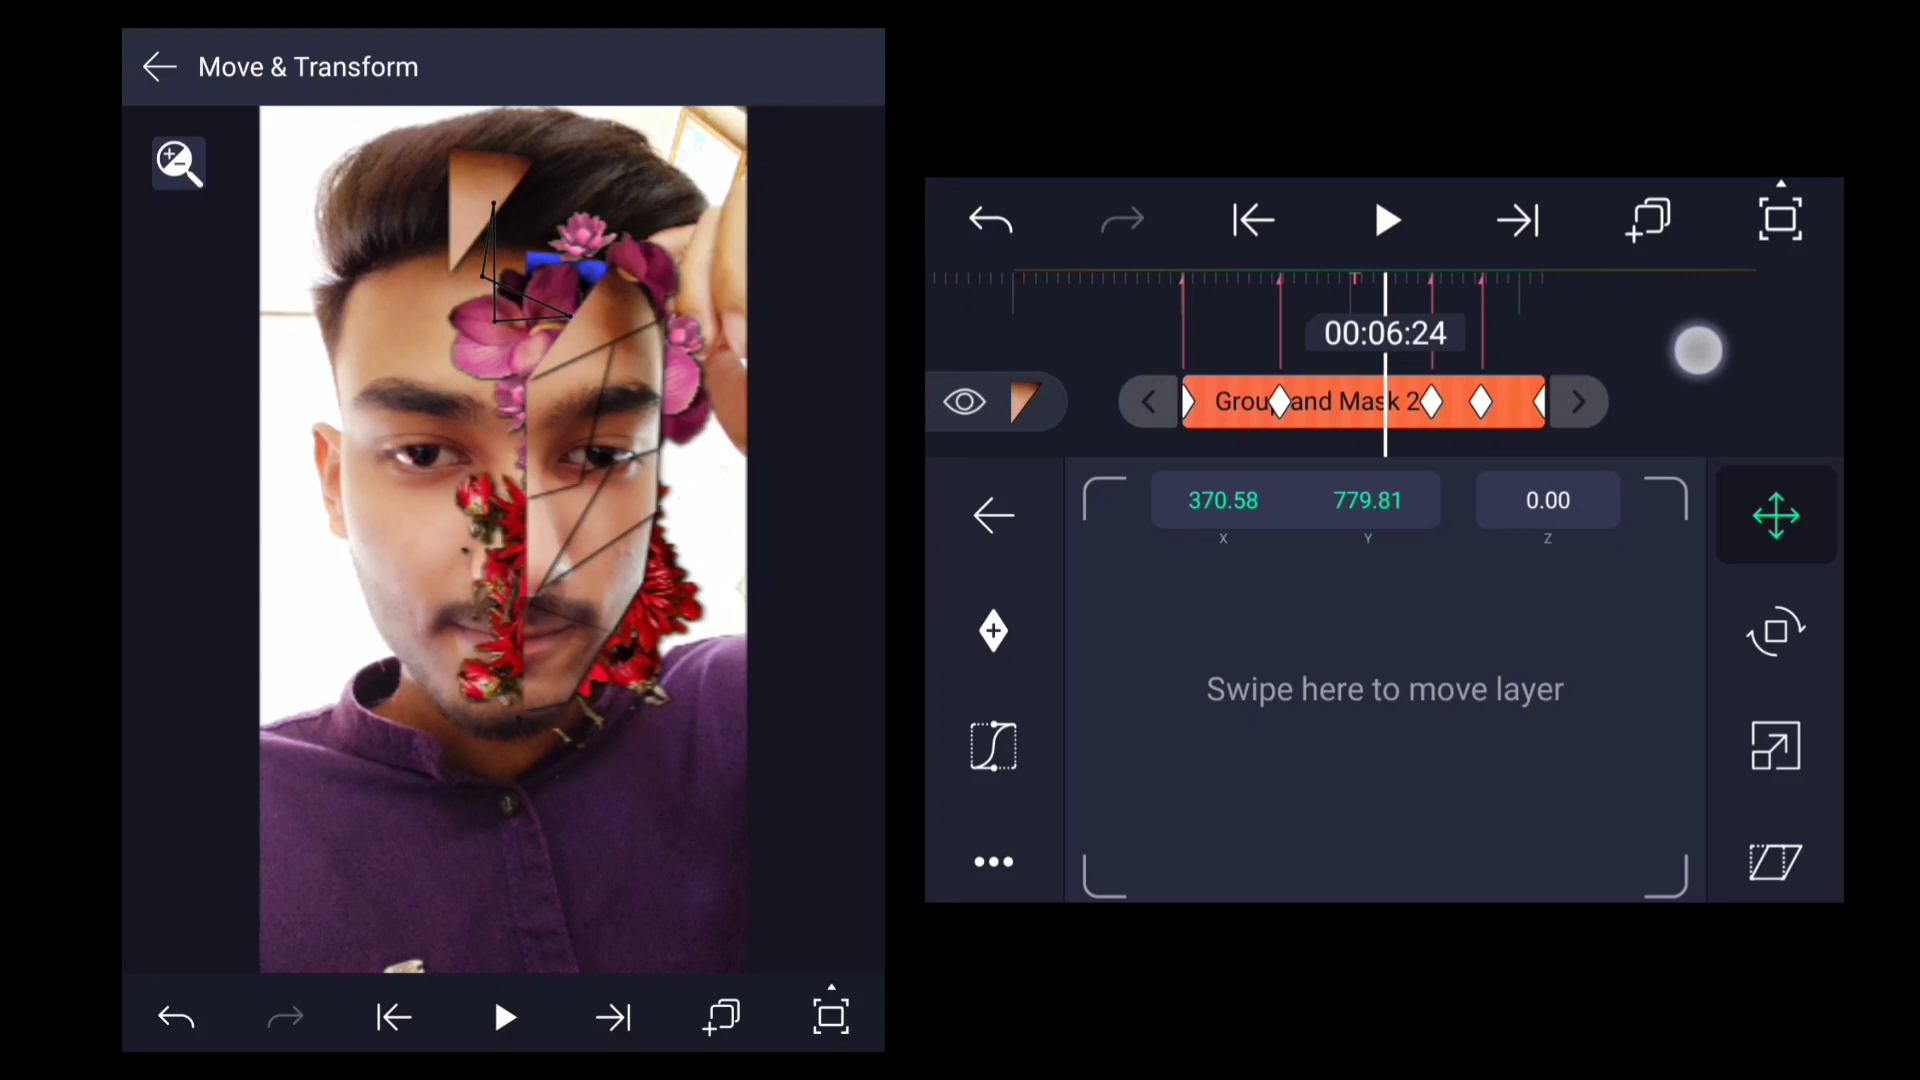 Move & Transform
00:06:24
Group and Mask 2
370.58 779.81 0.00
X Y Z
Swipe here to move layer